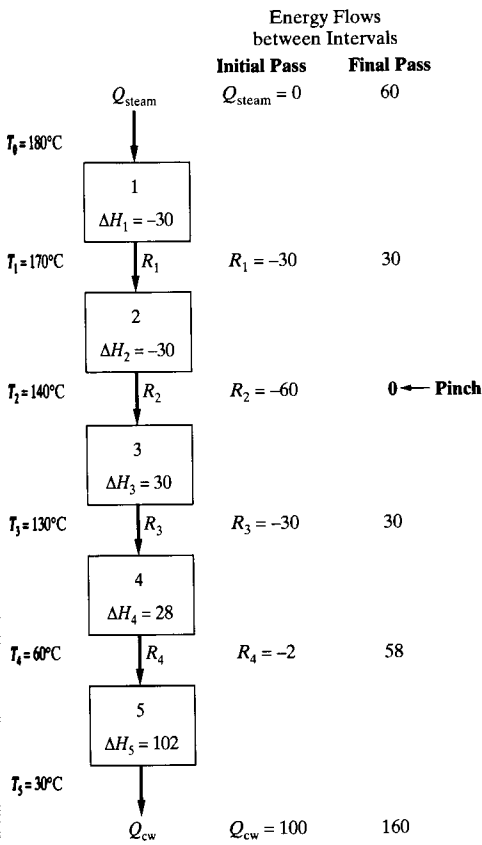 Energy Flows
between Intervals
Initial Pass Final Pass
Q_steam Q_steam = 0 60
T_0 = 180°C
1
ΔH_1 = –30
T_1 = 170°C R_1 R_1 = –30 30
2
ΔH_2 = –30
T_2 = 140°C R_2 R_2 = –60 0 ← Pinch
3
ΔH_3 = 30
T_3 = 130°C R_3 R_3 = –30 30
4
ΔH_4 = 28
T_4 = 60°C R_4 R_4 = –2 58
5
ΔH_5 = 102
T_5 = 30°C
Q_cw Q_cw = 100 160